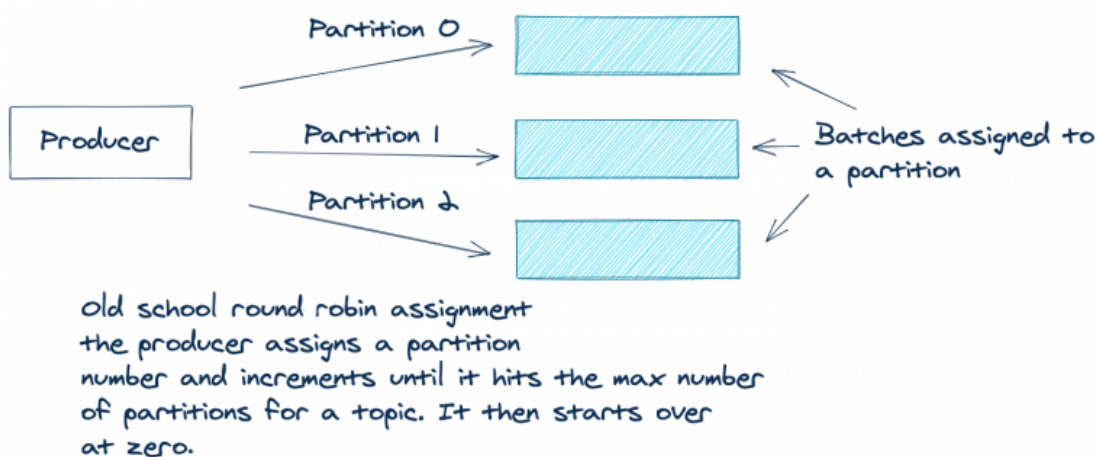 Partition 0
Producer
Partition 1
Batches assigned to
a partition
Partition 2
Old school round robin assignment
the producer assigns a partition
number and increments until it hits the max number
of partitions for a topic. It then starts over
at zero.